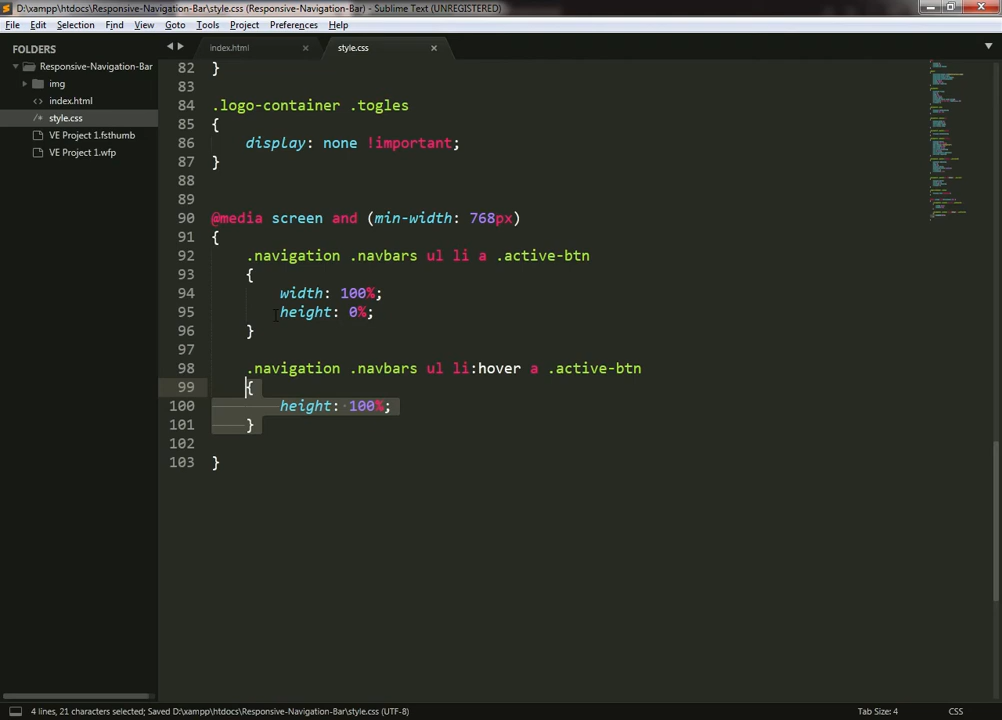 D:\xampp\htdocs\Responsive-Navigation-Bar\style.css (Responsive-Navigation-Bar) - Sublime Text (UNREGISTERED)
File Edit Selection Find View Goto Tools Project Preferences Help
FOLDERS
Responsive-Navigation-Bar
img
index.html
style.css
VE Project 1.fsthumb
VE Project 1.wfp
index.html style.css
82 }
83
84 .logo-container .togles
85 {
86 display: none !important;
87 }
88
89
90 @media screen and (min-width: 768px)
91 {
92 .navigation .navbars ul li a .active-btn
93 {
94 width: 100%;
95 height: 0%;
96 }
97
98 .navigation .navbars ul li:hover a .active-btn
99 {
100 height: 100%;
101 }
102
103 }
4 lines, 21 characters selected; Saved D:\xampp\htdocs\Responsive-Navigation-Bar\style.css (UTF-8) Tab Size: 4 CSS